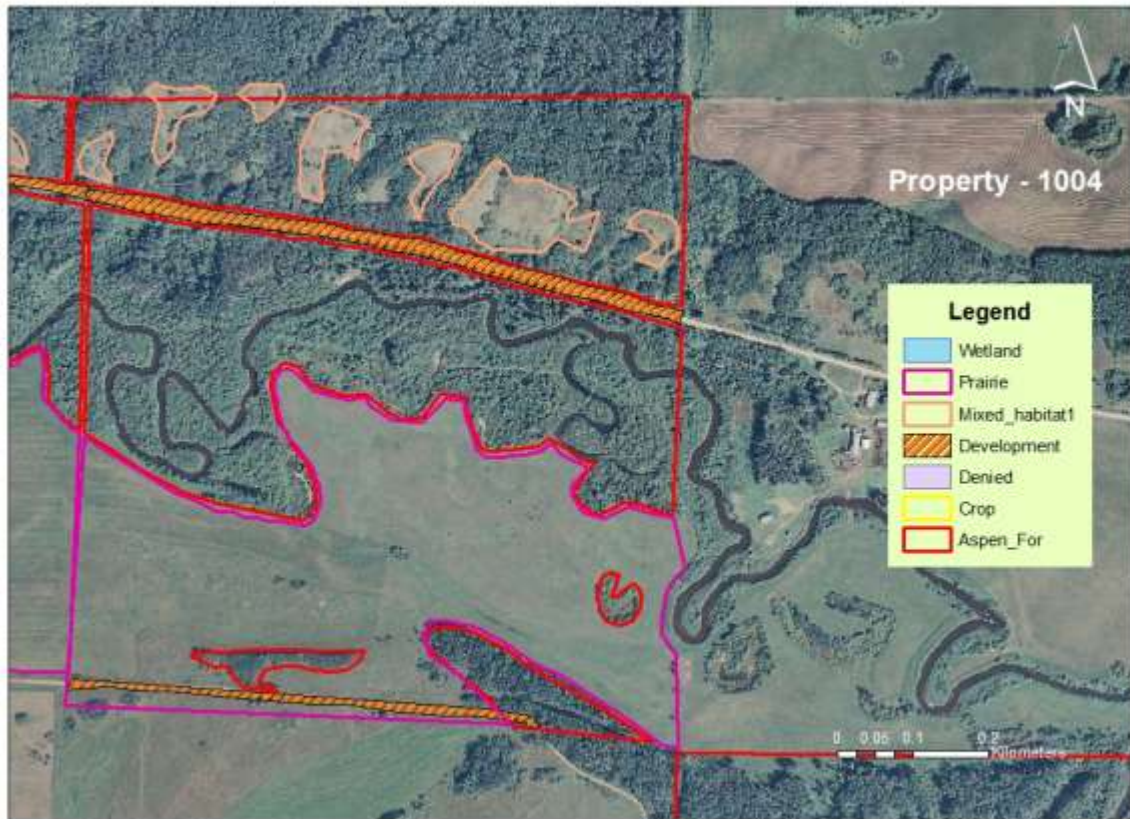 N
Property - 1004
Legend
Wetland
Prairie
Mixed_habitat1
Development
Denied
Crop
Aspen_For
0 0.05 0.1 0.2
Kilometers